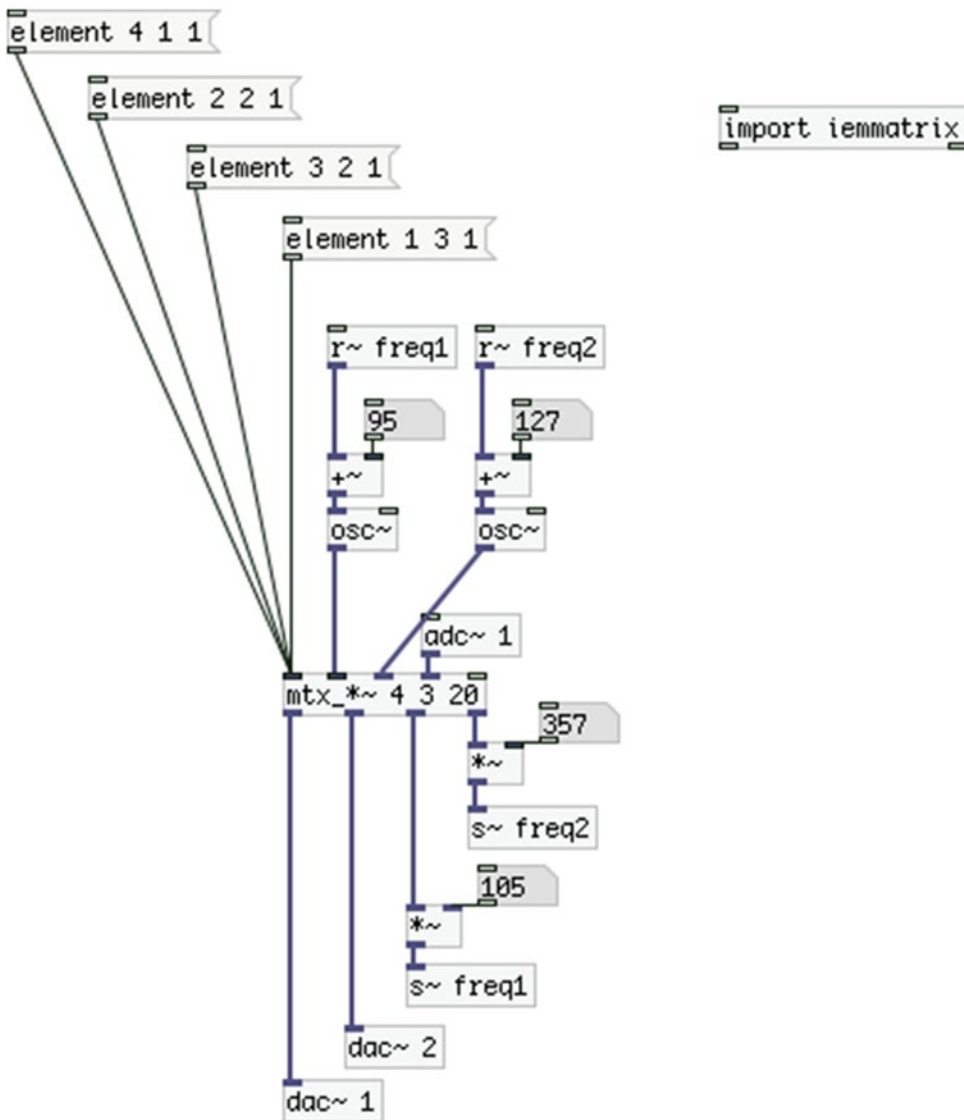 element 4 1 1
element 2 2 1
import iemmatrix
element 3 2 1
element 1 3 1
r~ freq1
r~ freq2
95
127
+~
+~
osc~
osc~
adc~ 1
mtx_*~ 4 3 20
357
*~
s~ freq2
105
*~
s~ freq1
dac~ 2
dac~ 1